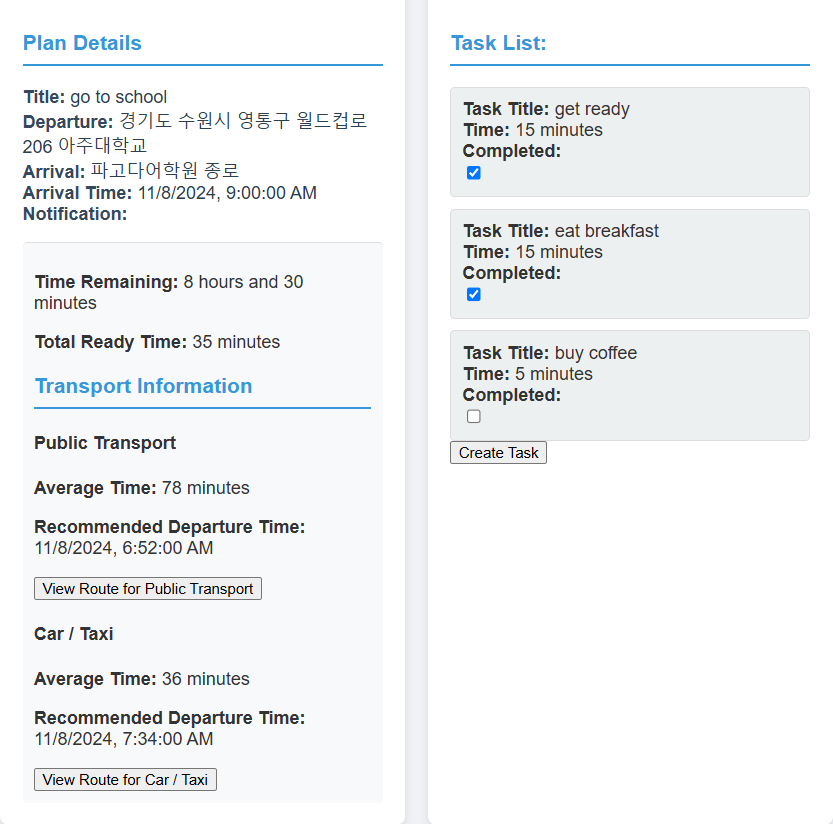 Plan Details
Title: go to school
Departure: 경기도 수원시 영통구 월드컵로
206 아주대학교
Arrival: 파고다어학원 종로
Arrival Time: 11/8/2024, 9:00:00 AM
Notification:
Time Remaining: 8 hours and 30
minutes
Total Ready Time: 35 minutes
Transport Information
Public Transport
Average Time: 78 minutes
Recommended Departure Time:
11/8/2024, 6:52:00 AM
View Route for Public Transport
Car / Taxi
Average Time: 36 minutes
Recommended Departure Time:
11/8/2024, 7:34:00 AM
View Route for Car / Taxi
Task List:
Task Title: get ready
Time: 15 minutes
Completed:
Task Title: eat breakfast
Time: 15 minutes
Completed:
Task Title: buy coffee
Time: 5 minutes
Completed:
Create Task